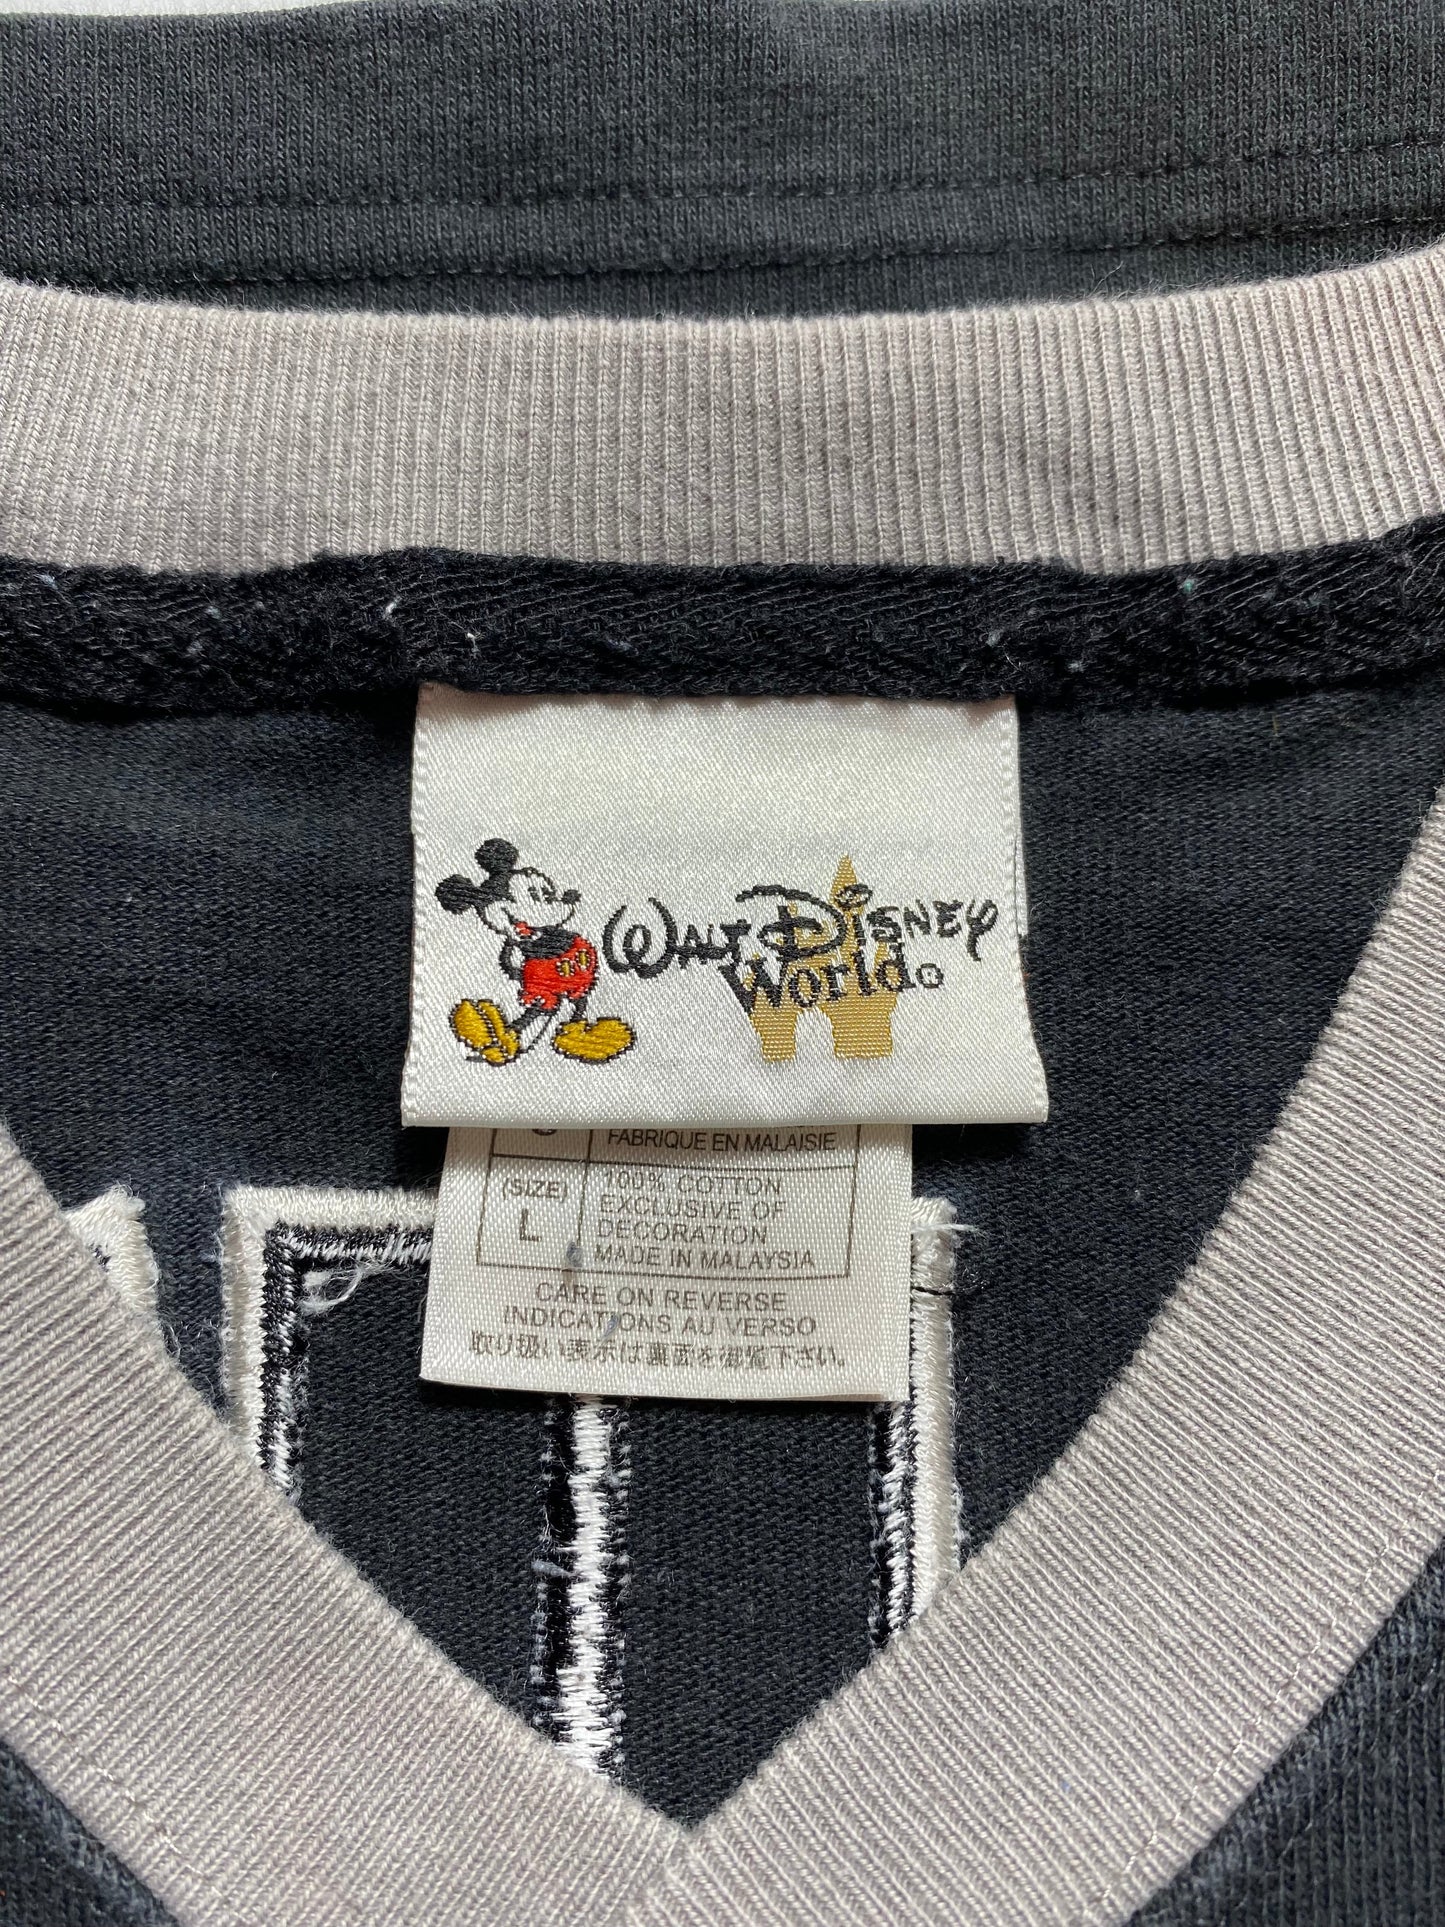 WALT DISNEY
World®
FABRIQUÉ EN MALAISIE
(SIZE)
L
100% COTTON
EXCLUSIVE OF
DECORATION
MADE IN MALAYSIA
CARE ON REVERSE
INDICATIONS AU VERSO
取り扱い表示は裏面を御覧下さい。